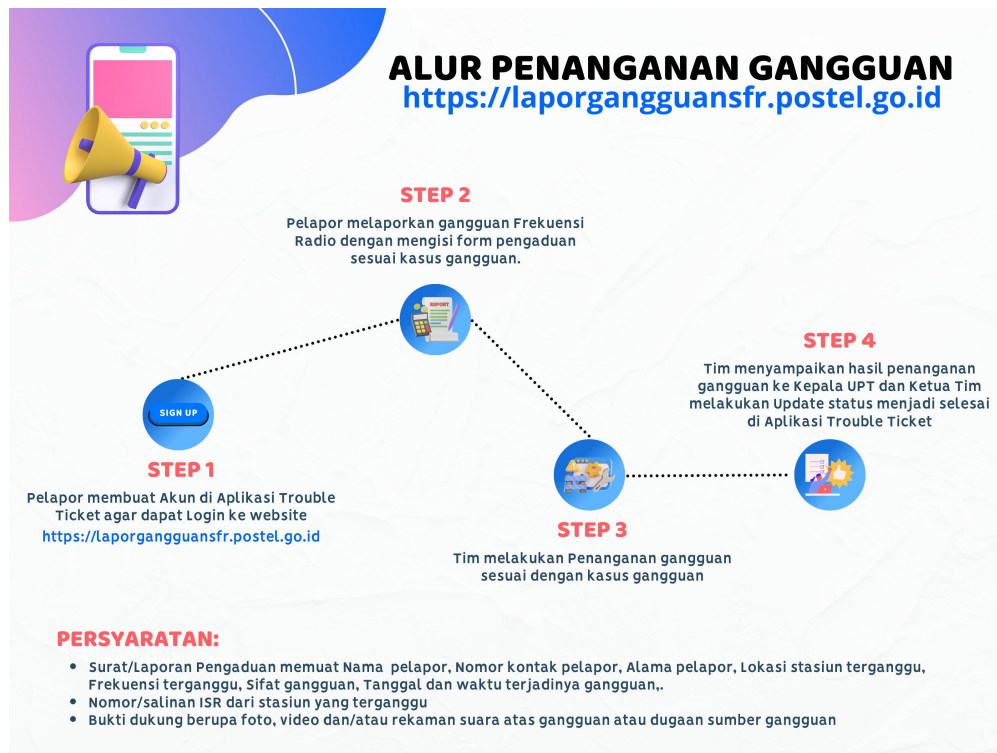 ALUR PENANGANAN GANGGUAN
https://laporgangguansfr.postel.go.id
STEP 2
Pelapor melaporkan gangguan Frekuensi
Radio dengan mengisi form pengaduan
sesuai kasus gangguan.
REPORT
STEP 4
Tim menyampaikan hasil penanganan
gangguan ke Kepala UPT dan Ketua Tim
melakukan Update status menjadi selesai
di Aplikasi Trouble Ticket
SIGN UP
STEP 1
Pelapor membuat Akun di Aplikasi Trouble
Ticket agar dapat Login ke website
https://laporgangguansfr.postel.go.id
STEP 3
Tim melakukan Penanganan gangguan
sesuai dengan kasus gangguan
PERSYARATAN:
• Surat/Laporan Pengaduan memuat Nama  pelapor, Nomor kontak pelapor, Alama pelapor, Lokasi stasiun terganggu,
Frekuensi terganggu, Sifat gangguan, Tanggal dan waktu terjadinya gangguan,.
• Nomor/salinan ISR dari stasiun yang terganggu
• Bukti dukung berupa foto, video dan/atau rekaman suara atas gangguan atau dugaan sumber gangguan